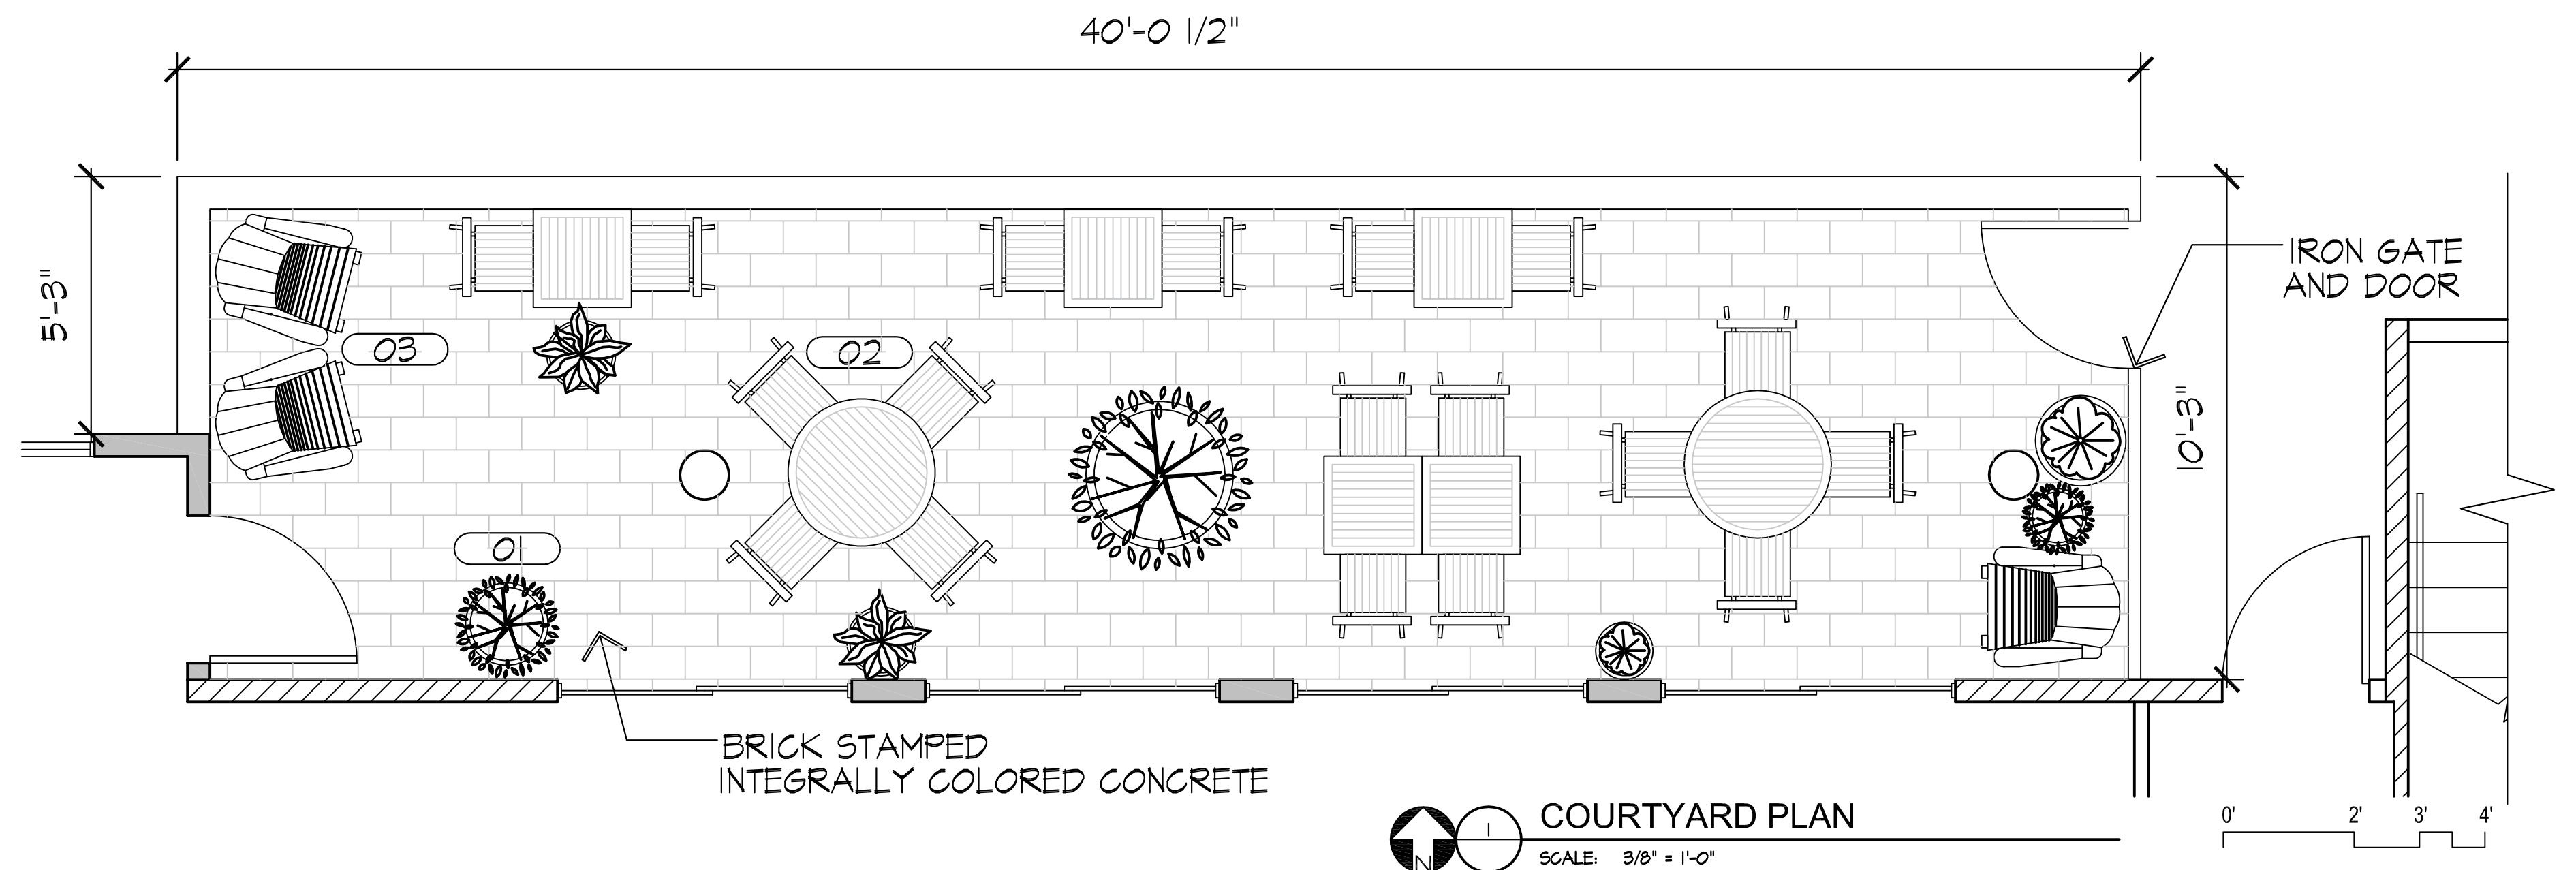 40'-0 1/2"
5'-3"
IRON GATE
AND DOOR
03
02
10'-3"
01
BRICK STAMPED
INTEGRALLY COLORED CONCRETE
N
1
COURTYARD PLAN
SCALE: 3/8" = 1'-0"
0' 2' 3' 4'